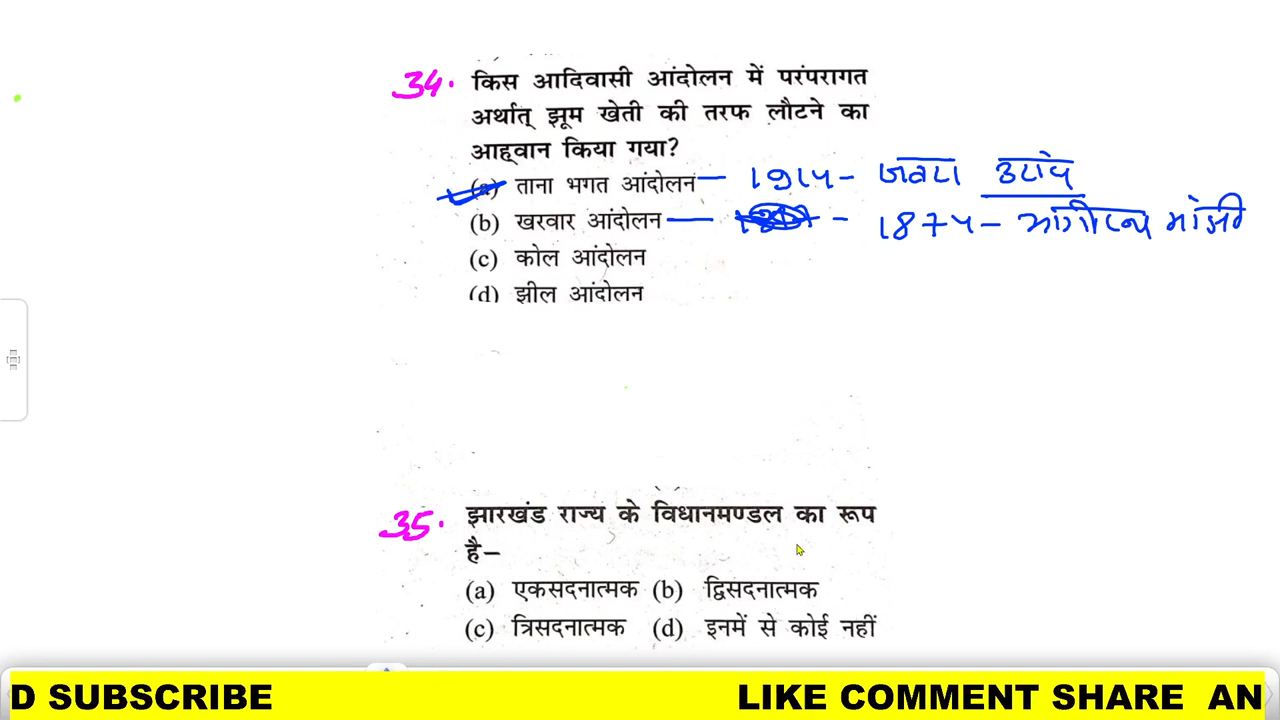 34. किस आदिवासी आंदोलन में परंपरागत
अर्थात् झूम खेती की तरफ लौटने का
आह्वान किया गया?
(a) ताना भगत आंदोलन — 1914 - जतरा उरांव
(b) खरवार आंदोलन — - 1874 - मांझी
(c) कोल आंदोलन
(d) झील आंदोलन
35. झारखंड राज्य के विधानमण्डल का रूप
है–
(a) एकसदनात्मक (b) द्विसदनात्मक
(c) त्रिसदनात्मक (d) इनमें से कोई नहीं
D SUBSCRIBE LIKE COMMENT SHARE AN